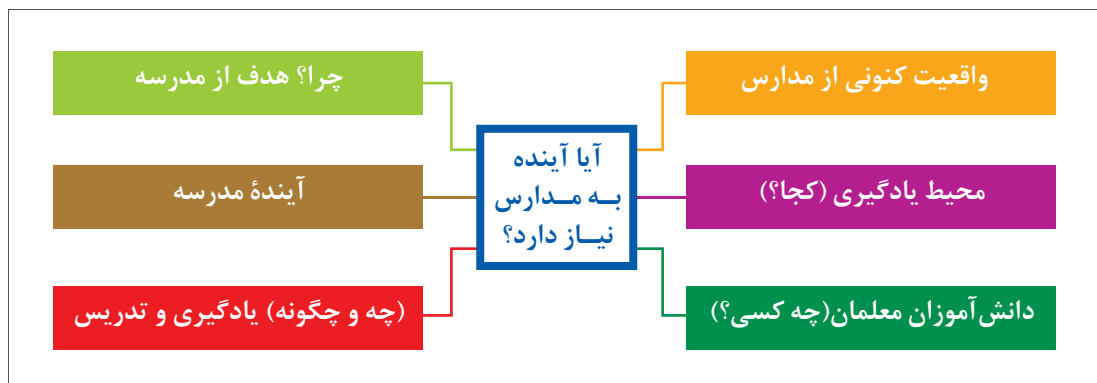 واقعیت کنونی از مدارس
محیط یادگیری (کجا؟)
دانش‌آموزان معلمان(چه کسی؟)
آیا آینده
به مـدارس
نیـاز دارد؟
چرا؟ هدف از مدرسه
آیندهٔ مدرسه
(چه و چگونه) یادگیری و تدریس